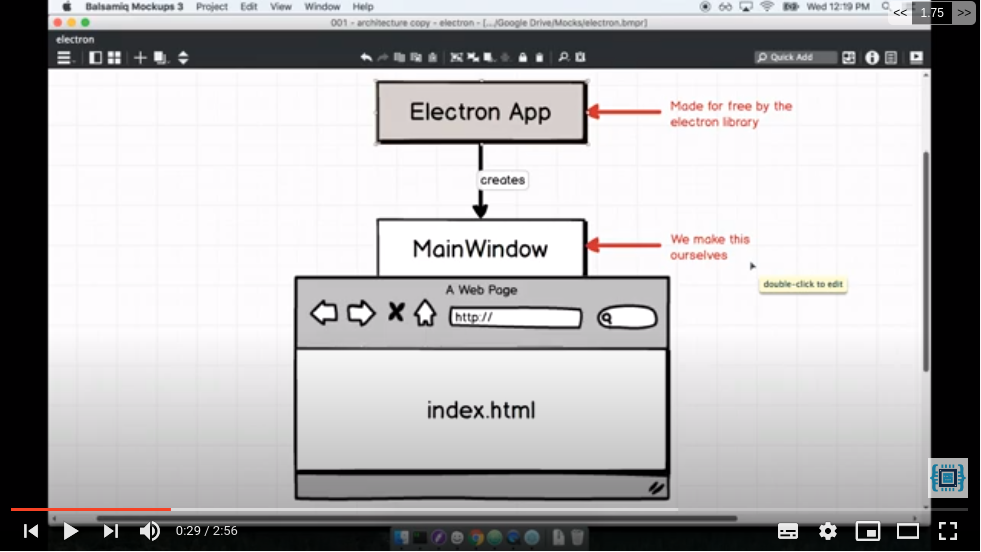 Balsamiq Mockups 3 Project Edit View Window Help Wed 12:19 PM
<< 1.75 >>
001 - architecture copy - electron - [.../Google Drive/Mocks/electron.bmpr]
electron
Quick Add
Electron App
Made for free by the
electron library
creates
MainWindow
We make this
ourselves
double-click to edit
A Web Page
http://
index.html
0:29 / 2:56